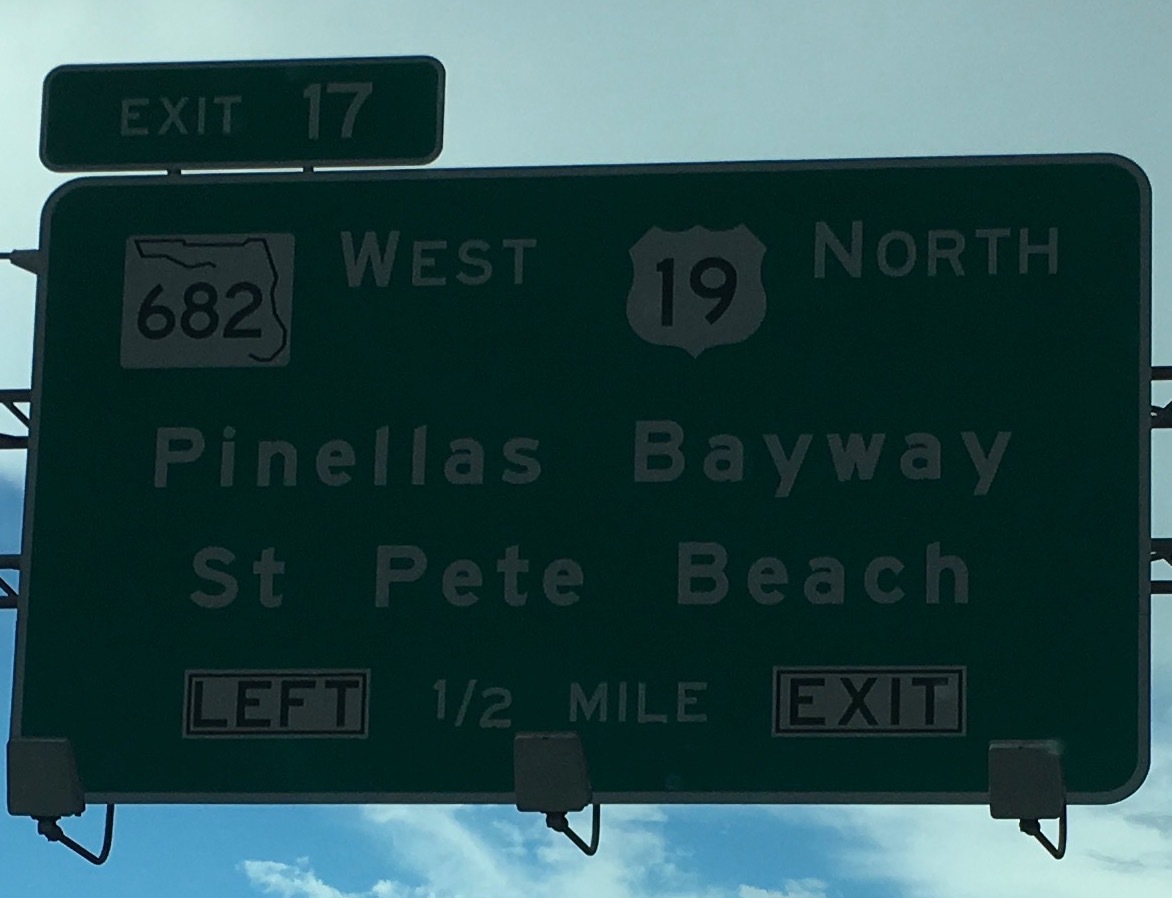 EXIT 17
682 WEST 19 NORTH
Pinellas Bayway
St Pete Beach
LEFT 1/2 MILE EXIT